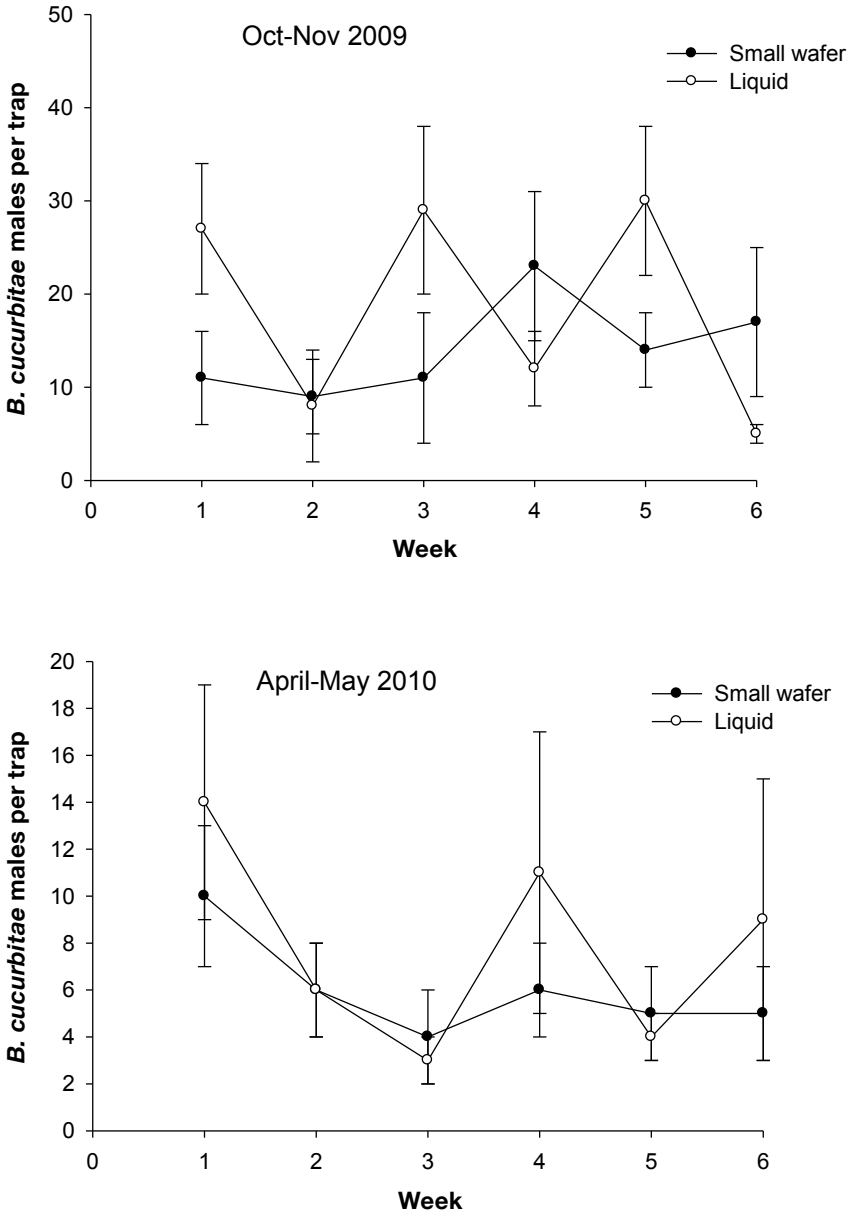 Oct-Nov 2009
Small wafer
Liquid
B. cucurbitae males per trap
50
40
30
20
10
0
0 1 2 3 4 5 6
Week
April-May 2010
Small wafer
Liquid
B. cucurbitae males per trap
20
18
16
14
12
10
8
6
4
2
0
0 1 2 3 4 5 6
Week